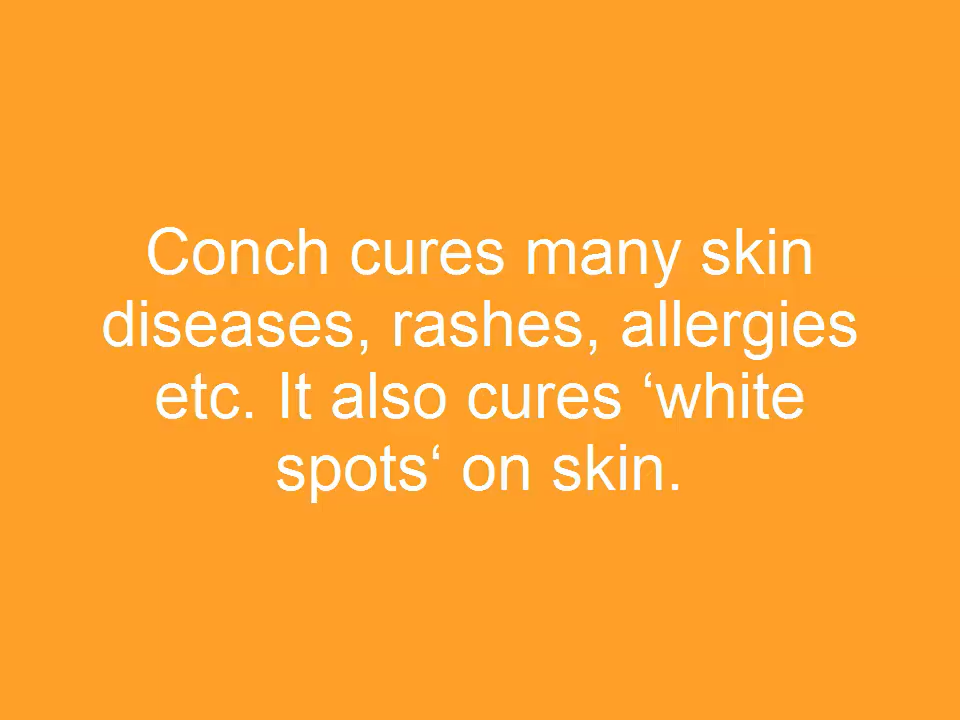 Conch cures many skin
diseases, rashes, allergies
etc. It also cures ‘white
spots‘ on skin.